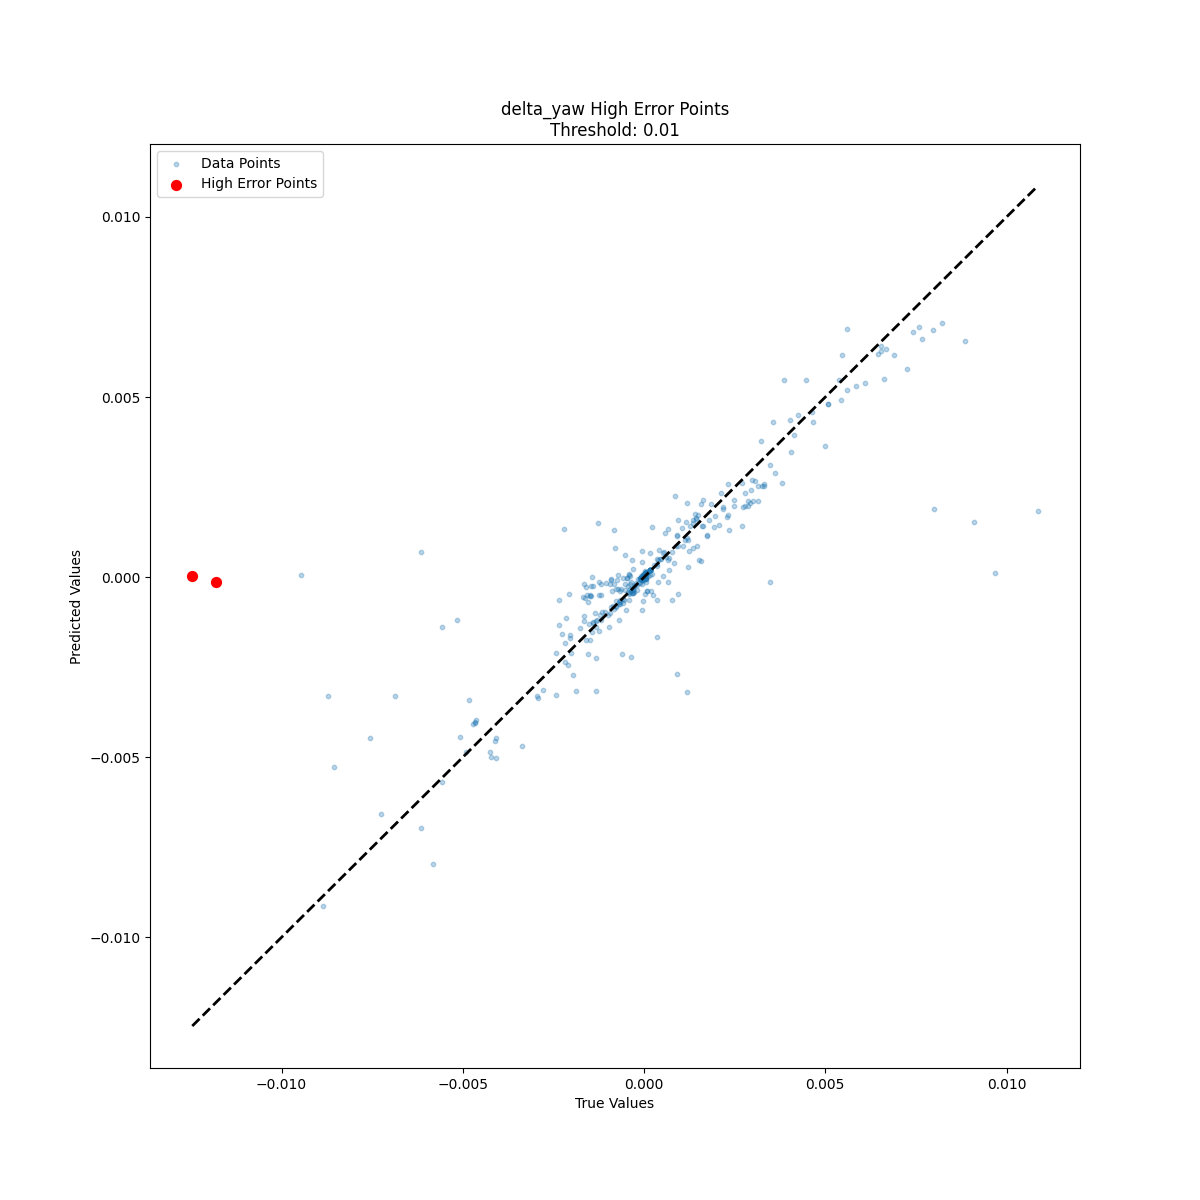 delta_yaw High Error Points
Threshold: 0.01
Data Points
High Error Points
0.010
0.005
0.000
−0.005
−0.010
Predicted Values
−0.010
−0.005
0.000
0.005
0.010
True Values